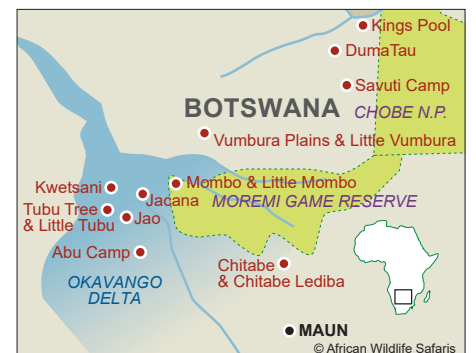 Kings Pool
DumaTau
Savuti Camp
BOTSWANA
CHOBE N.P.
Vumbura Plains & Little Vumbura
Kwetsani
Mombo & Little Mombo
Jacana
MOREMI GAME RESERVE
Tubu Tree
& Little Tubu
Jao
Abu Camp
Chitabe
& Chitabe Lediba
OKAVANGO
DELTA
MAUN
© African Wildlife Safaris